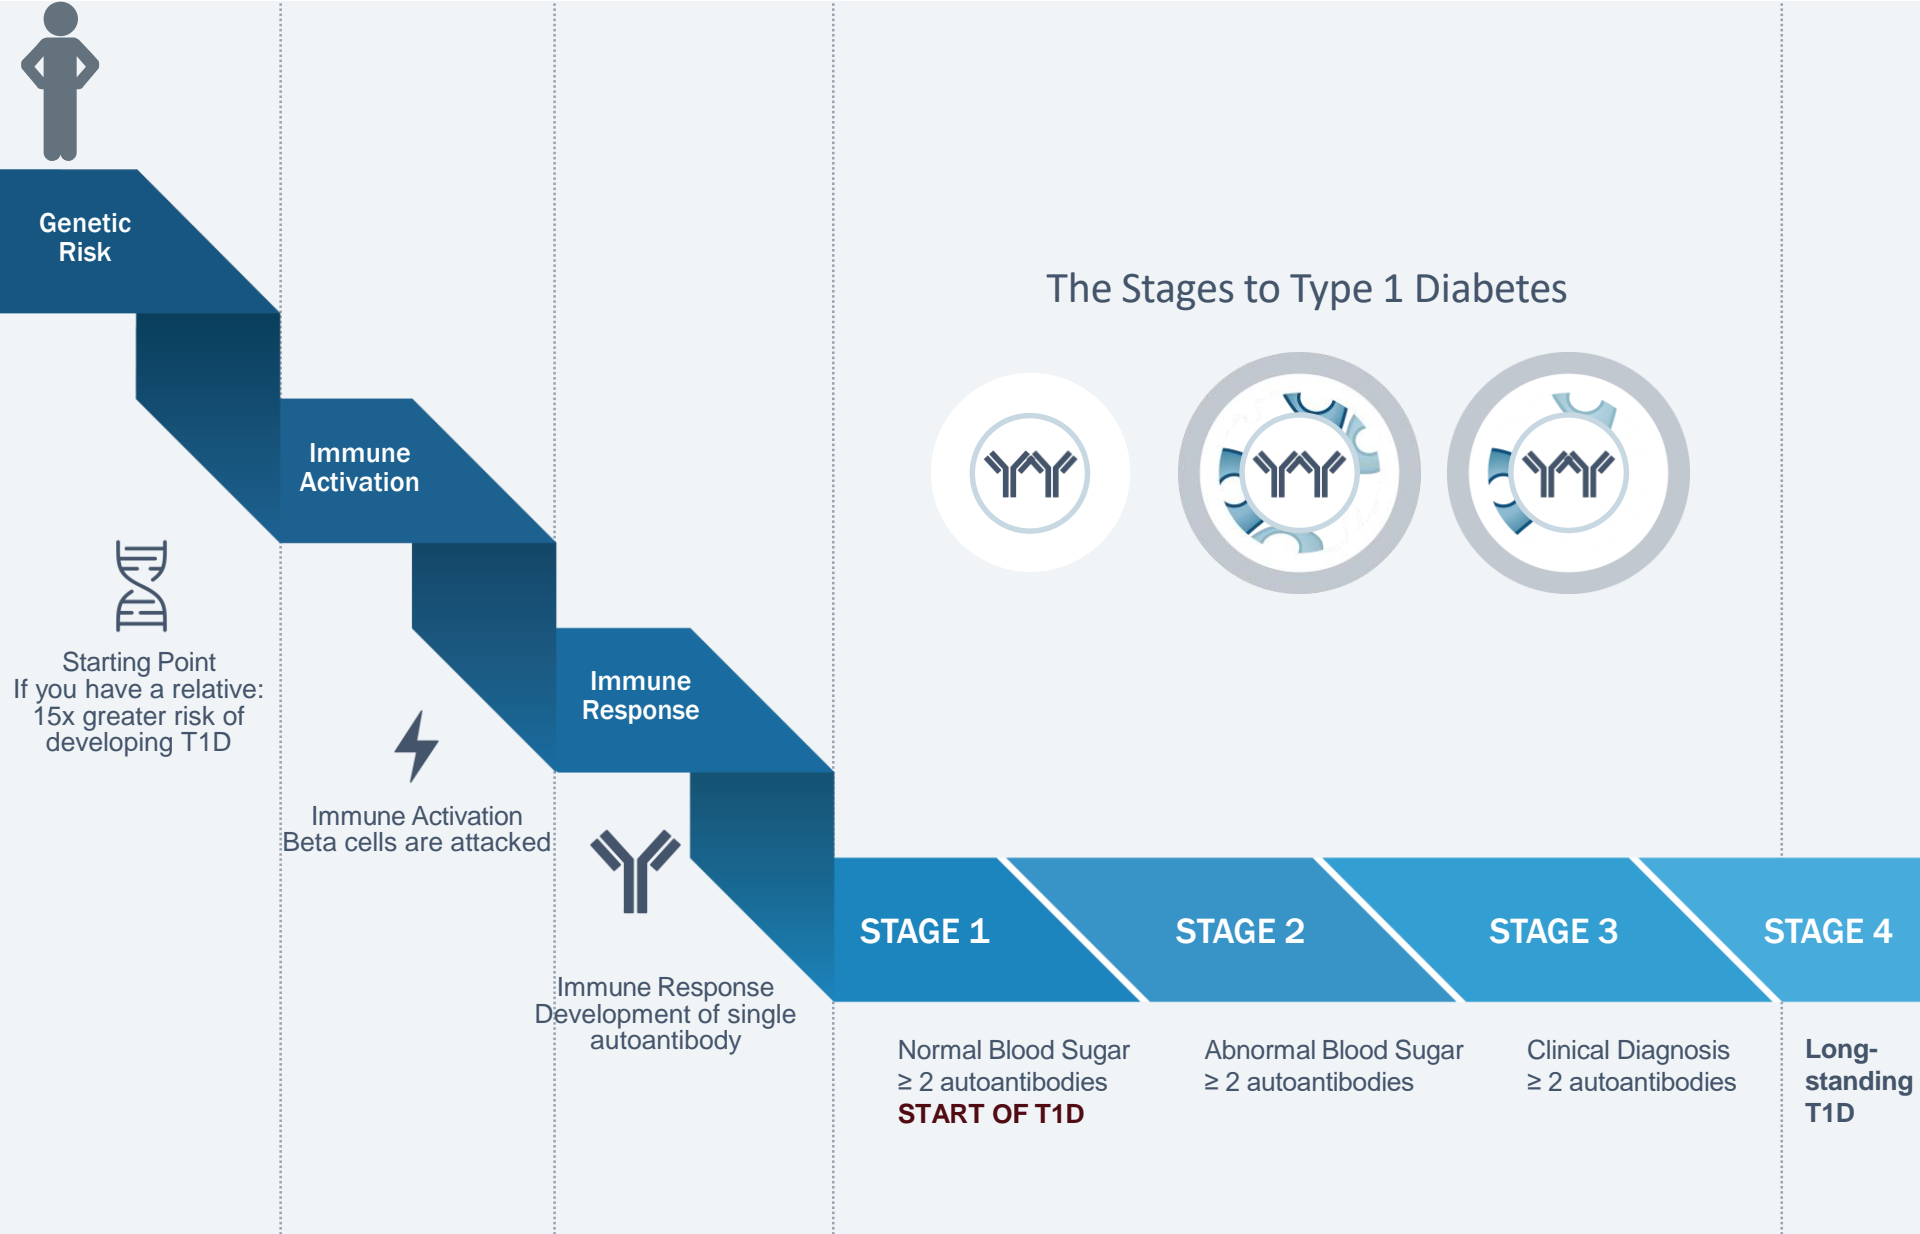 Genetic
Risk
Starting Point
If you have a relative:
15x greater risk of
developing T1D
Immune
Activation
Immune Activation
Beta cells are attacked
Immune
Response
Immune Response
Development of single
autoantibody
The Stages to Type 1 Diabetes
STAGE 1
Normal Blood Sugar
≥ 2 autoantibodies
START OF T1D
STAGE 2
Abnormal Blood Sugar
≥ 2 autoantibodies
STAGE 3
Clinical Diagnosis
≥ 2 autoantibodies
STAGE 4
Long-
standing
T1D